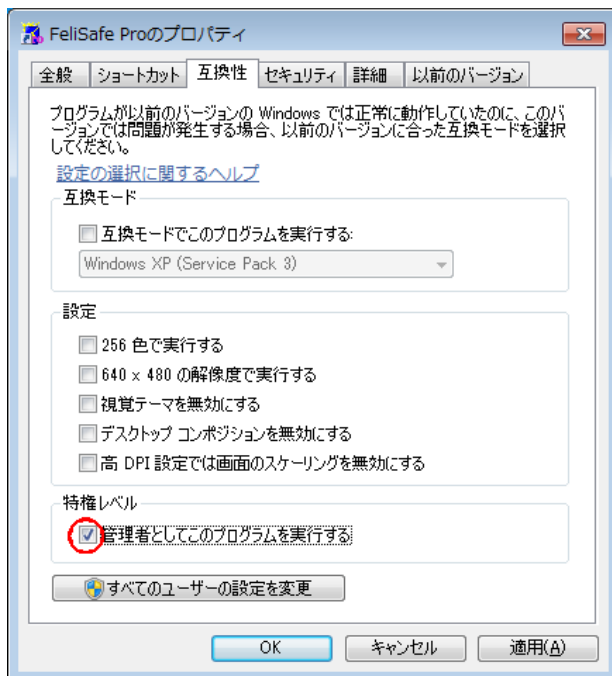 FeliSafe Proのプロパティ
全般 ショートカット 互換性 セキュリティ 詳細 以前のバージョン
プログラムが以前のバージョンの Windows では正常に動作していたのに、このバ
ージョンでは問題が発生する場合、以前のバージョンに合った互換モードを選択
してください。
設定の選択に関するヘルプ
互換モード
互換モードでこのプログラムを実行する:
Windows XP (Service Pack 3)
設定
256 色で実行する
640 x 480 の解像度で実行する
視覚テーマを無効にする
デスクトップ コンポジションを無効にする
高 DPI 設定では画面のスケーリングを無効にする
特権レベル
管理者としてこのプログラムを実行する
すべてのユーザーの設定を変更
OK キャンセル 適用(A)